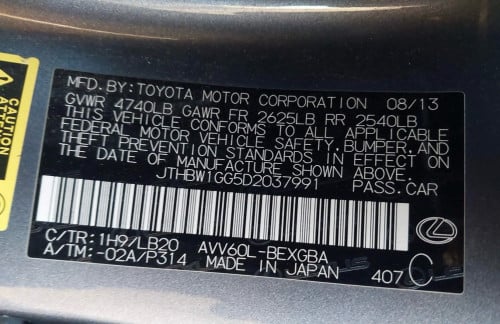 CAUTION
AFTER
MFD. BY: TOYOTA MOTOR CORPORATION 08/13
GVWR 4740LB GAWR FR 2625LB RR 2540LB
THIS VEHICLE CONFORMS TO ALL APPLICABLE
FEDERAL MOTOR VEHICLE SAFETY, BUMPER, AND
THEFT PREVENTION STANDARDS IN EFFECT ON
THE DATE OF MANUFACTURE SHOWN ABOVE.
JTHBW1GG5D2037991 PASS.CAR
C/TR: 1H9/LB20 AVV60L-BEXGBA
A/TM: -02A/P314 MADE IN JAPAN 407 C